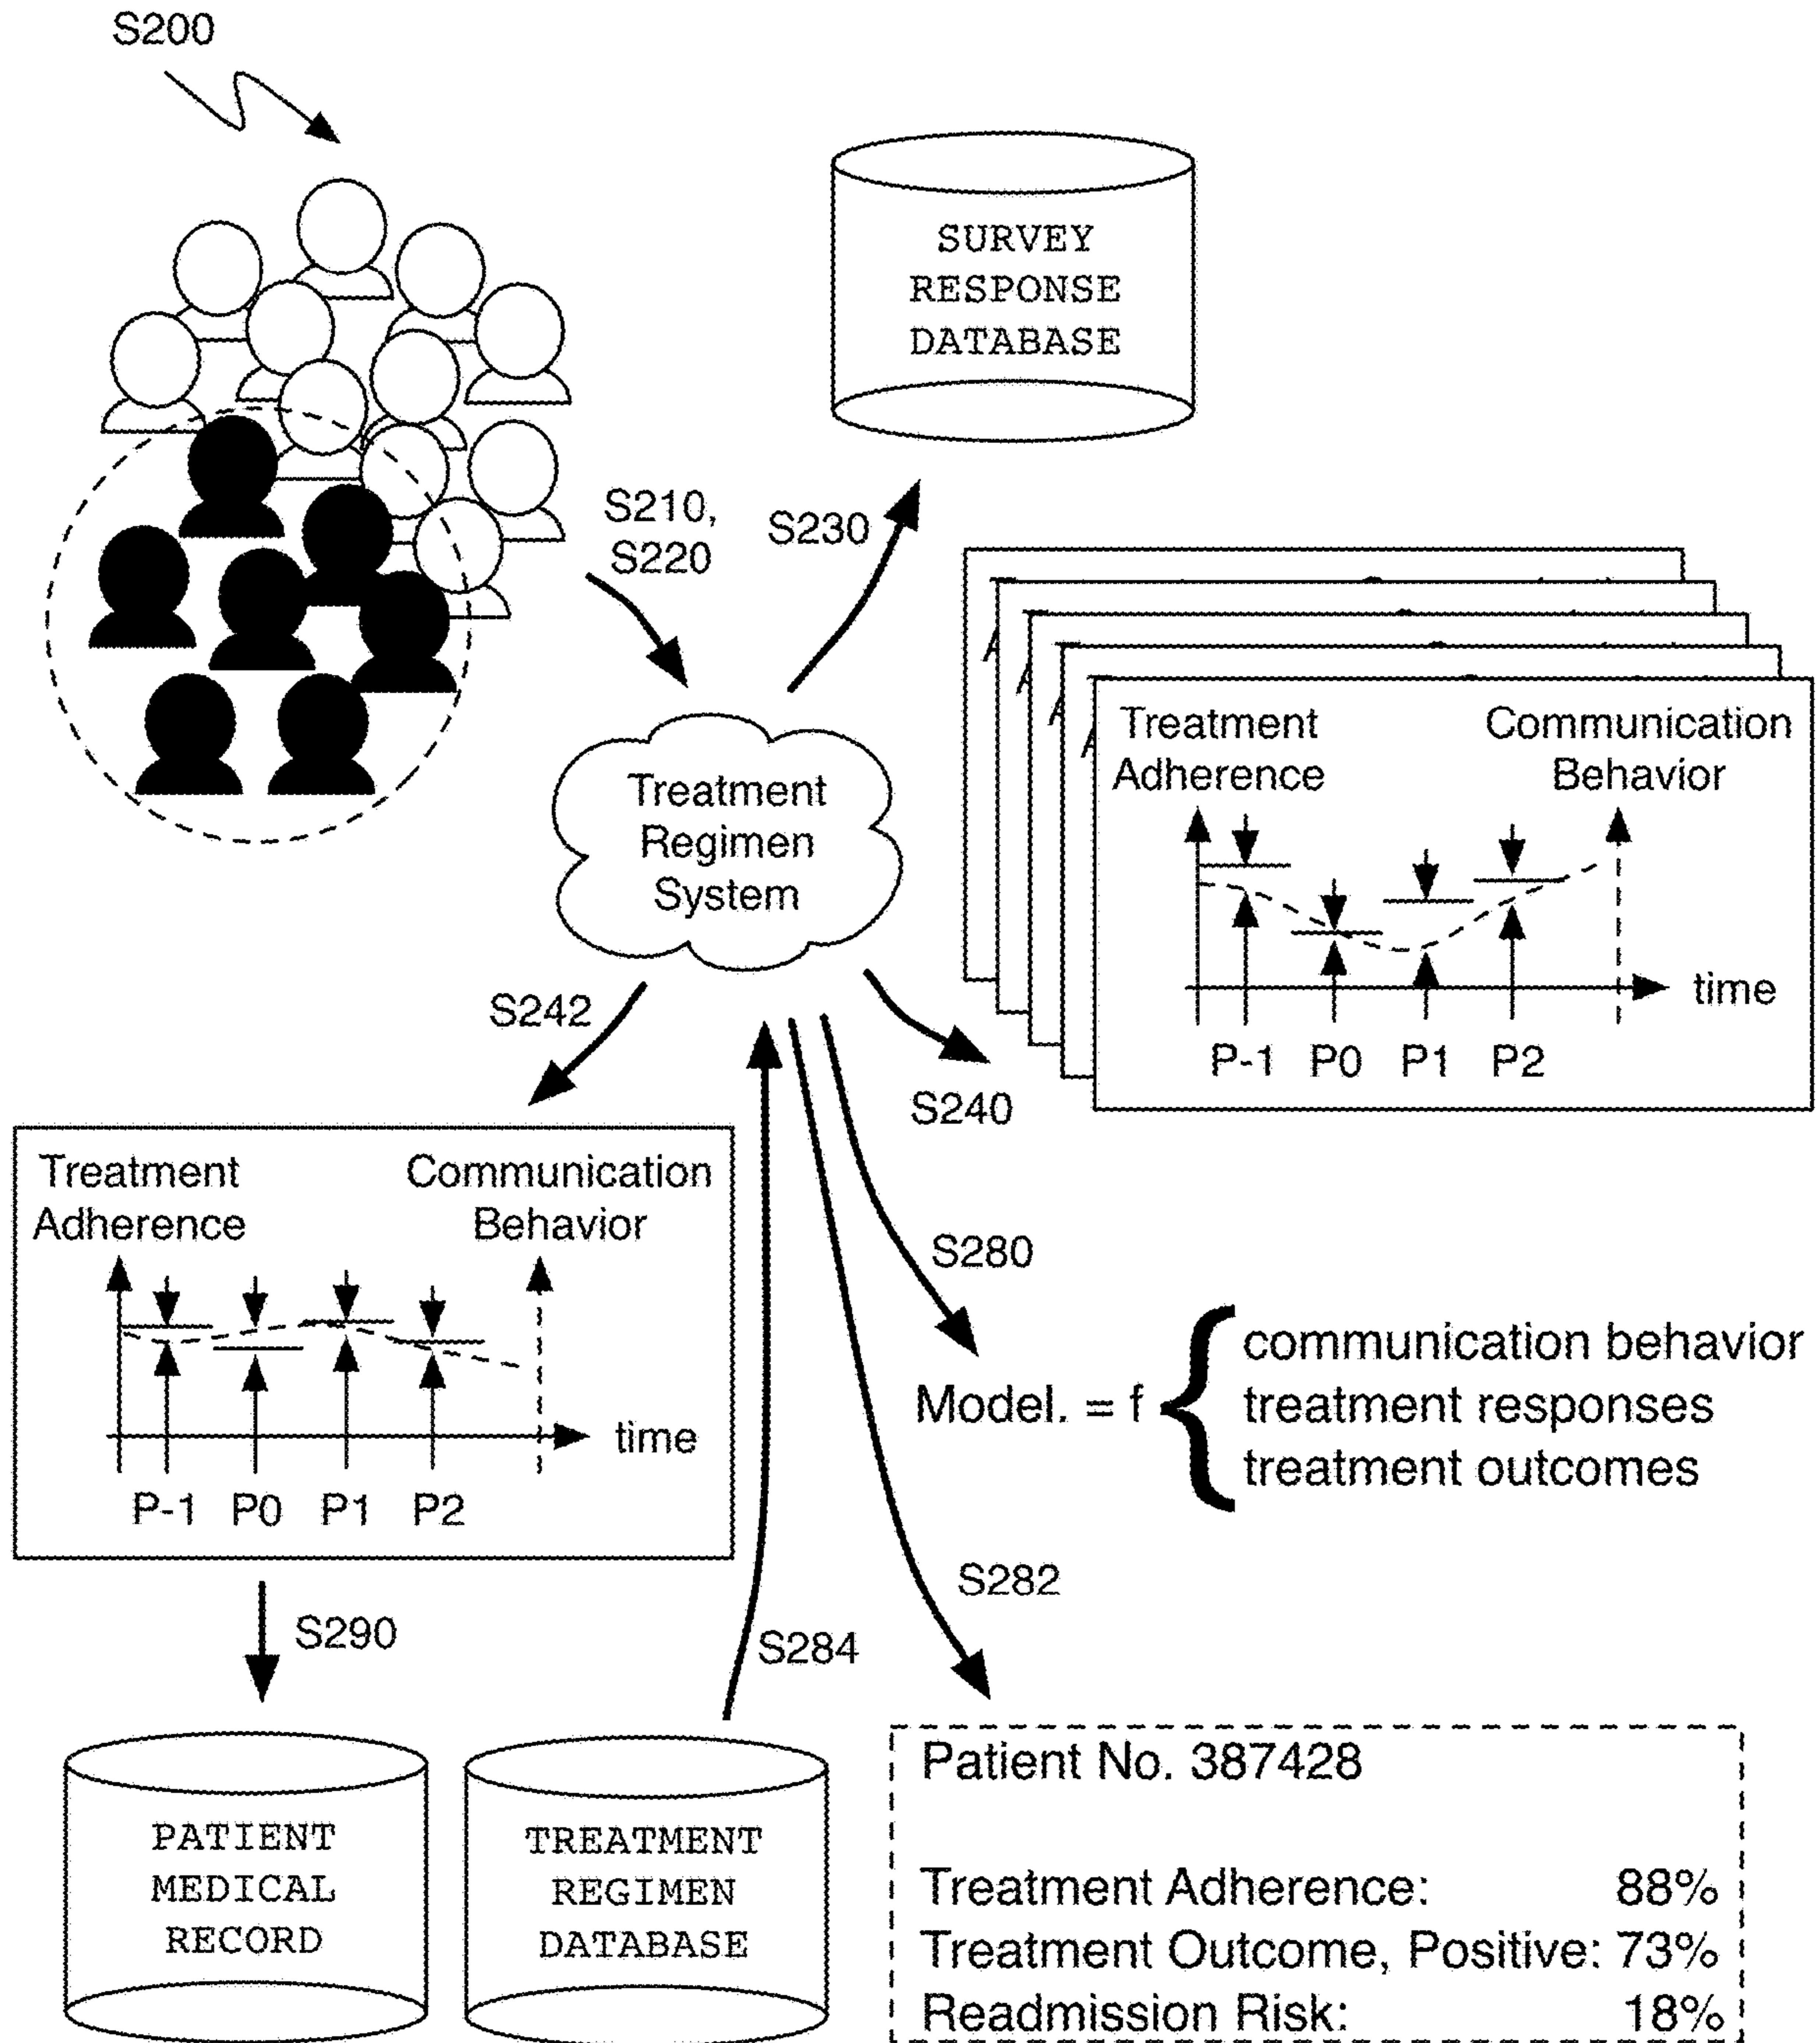 S200
SURVEY
RESPONSE
DATABASE
S210,
S220
S230
Treatment
Adherence
Communication
Behavior
time
P-1 P0 P1 P2
Treatment
Regimen
System
S242
S240
Treatment
Adherence
Communication
Behavior
time
P-1 P0 P1 P2
S280
Model. = f
communication behavior
treatment responses
treatment outcomes
S282
S290
S284
PATIENT
MEDICAL
RECORD
TREATMENT
REGIMEN
DATABASE
Patient No. 387428
Treatment Adherence: 88%
Treatment Outcome, Positive: 73%
Readmission Risk: 18%